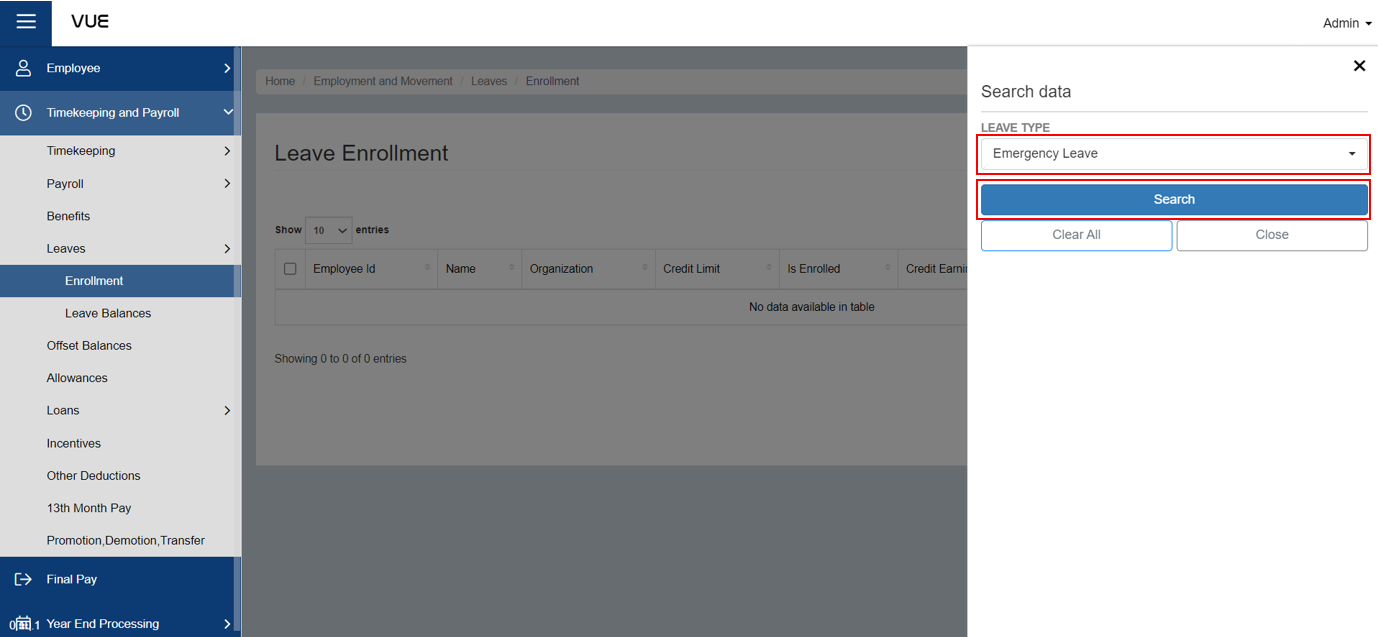 VUE
Admin
Employee
Timekeeping and Payroll
Timekeeping
Payroll
Benefits
Leaves
Enrollment
Leave Balances
Offset Balances
Allowances
Loans
Incentives
Other Deductions
13th Month Pay
Promotion,Demotion,Transfer
Final Pay
Year End Processing
Home / Employment and Movement / Leaves / Enrollment
Leave Enrollment
Show 10 entries
Employee Id Name Organization Credit Limit Is Enrolled Credit Earni
No data available in table
Showing 0 to 0 of 0 entries
Search data
LEAVE TYPE
Emergency Leave
Search
Clear All Close